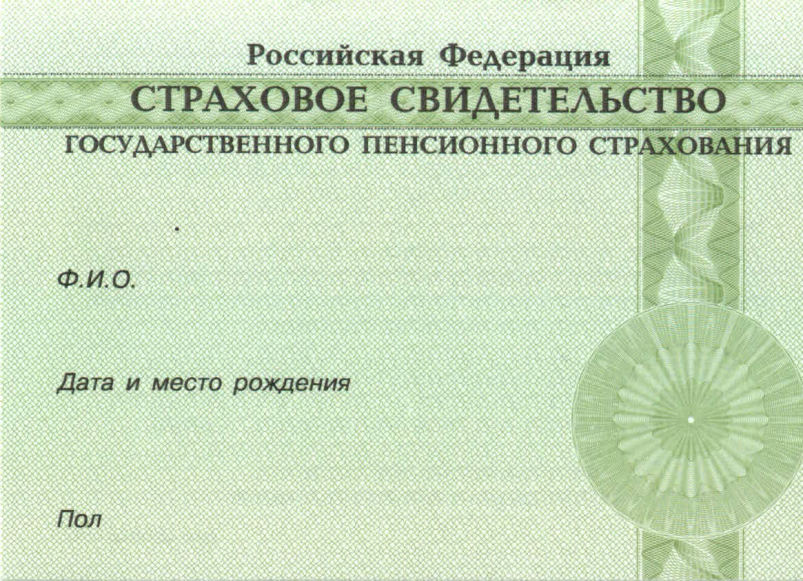 Российская Федерация
СТРАХОВОЕ СВИДЕТЕЛЬСТВО
ГОСУДАРСТВЕННОГО ПЕНСИОННОГО СТРАХОВАНИЯ
Ф.И.О.
Дата и место рождения
Пол